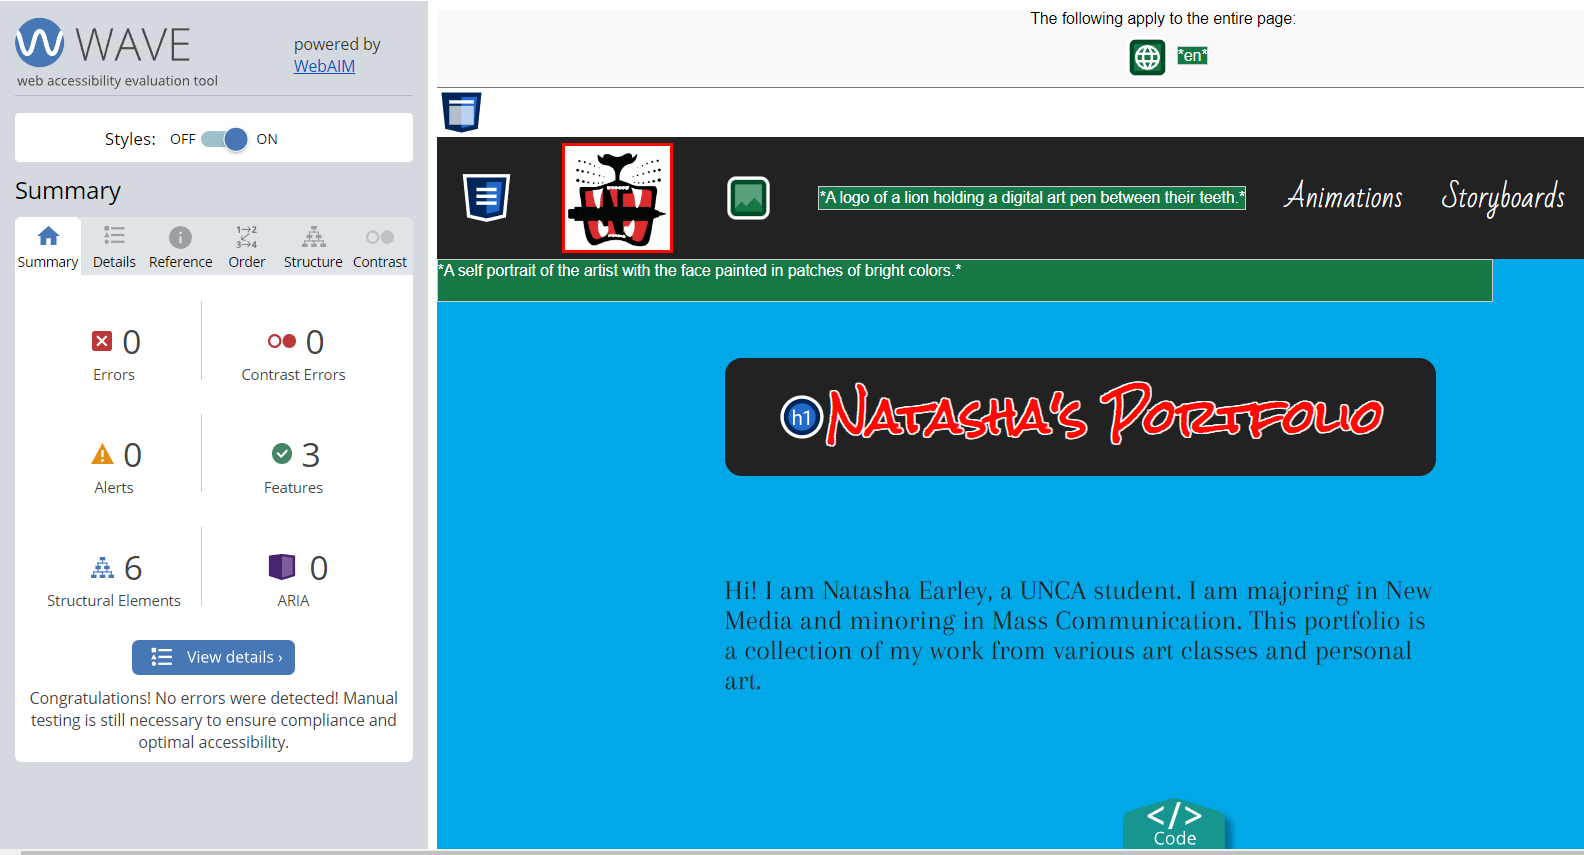 WAVE
web accessibility evaluation tool
powered by
WebAIM
Styles: OFF ON
Summary
Summary Details Reference Order Structure Contrast
0
Errors
0
Contrast Errors
0
Alerts
3
Features
6
Structural Elements
0
ARIA
View details ›
Congratulations! No errors were detected! Manual
testing is still necessary to ensure compliance and
optimal accessibility.
The following apply to the entire page:
*en*
*A logo of a lion holding a digital art pen between their teeth.*
Animations Storyboards
*A self portrait of the artist with the face painted in patches of bright colors.*
h1 Natasha's Portfolio
Hi! I am Natasha Earley, a UNCA student. I am majoring in New
Media and minoring in Mass Communication. This portfolio is
a collection of my work from various art classes and personal
art.
</>
Code